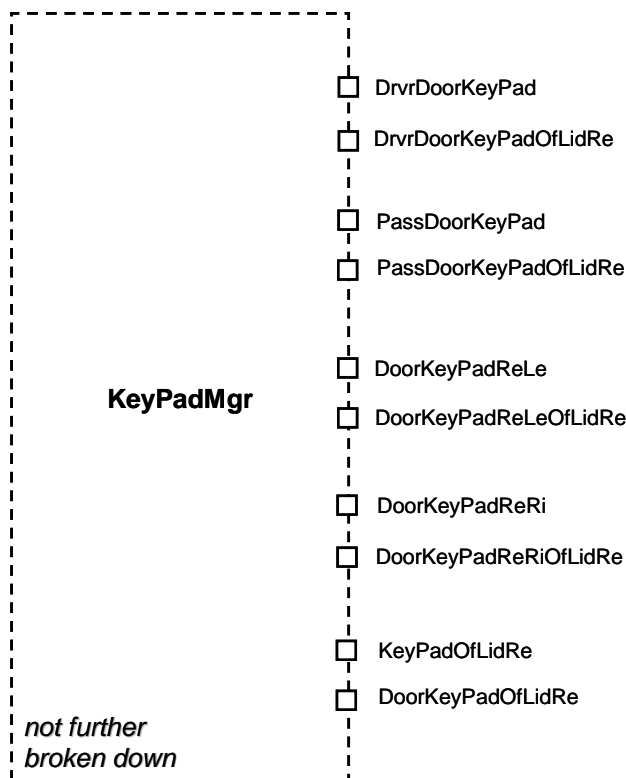 DrvrDoorKeyPad
DrvrDoorKeyPadOfLidRe
PassDoorKeyPad
PassDoorKeyPadOfLidRe
DoorKeyPadReLe
KeyPadMgr
DoorKeyPadReLeOfLidRe
DoorKeyPadReRi
DoorKeyPadReRiOfLidRe
KeyPadOfLidRe
DoorKeyPadOfLidRe
not further
broken down